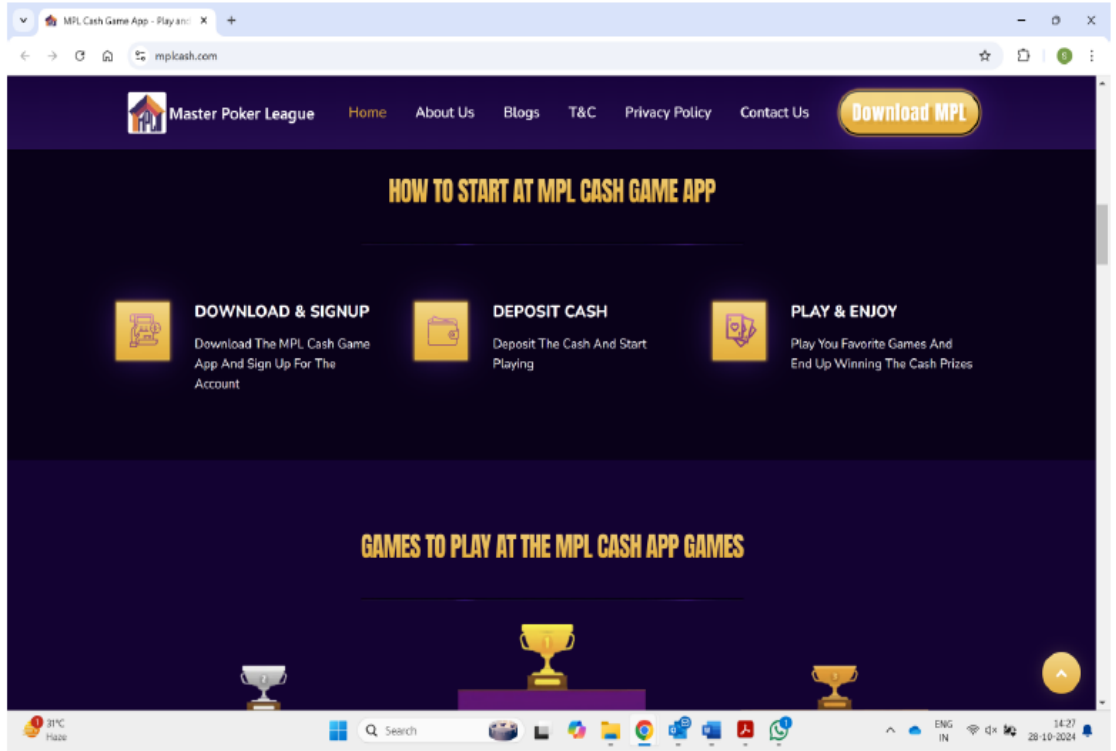 MPL Cash Game App - Play and
mplcash.com
S
Master Poker League Home About Us Blogs T&C Privacy Policy Contact Us Download MPL
HOW TO START AT MPL CASH GAME APP
DOWNLOAD & SIGNUP
Download The MPL Cash Game
App And Sign Up For The
Account
DEPOSIT CASH
Deposit The Cash And Start
Playing
PLAY & ENJOY
Play You Favorite Games And
End Up Winning The Cash Prizes
GAMES TO PLAY AT THE MPL CASH APP GAMES
1
2
31°C
Haze
Search
ENG
IN
14:27
28-10-2024